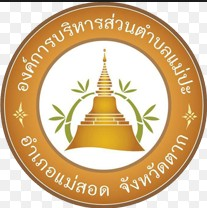 องค์การบริหารส่วนตำบลแม่ปะ
อำเภอแม่สอด จังหวัดตาก